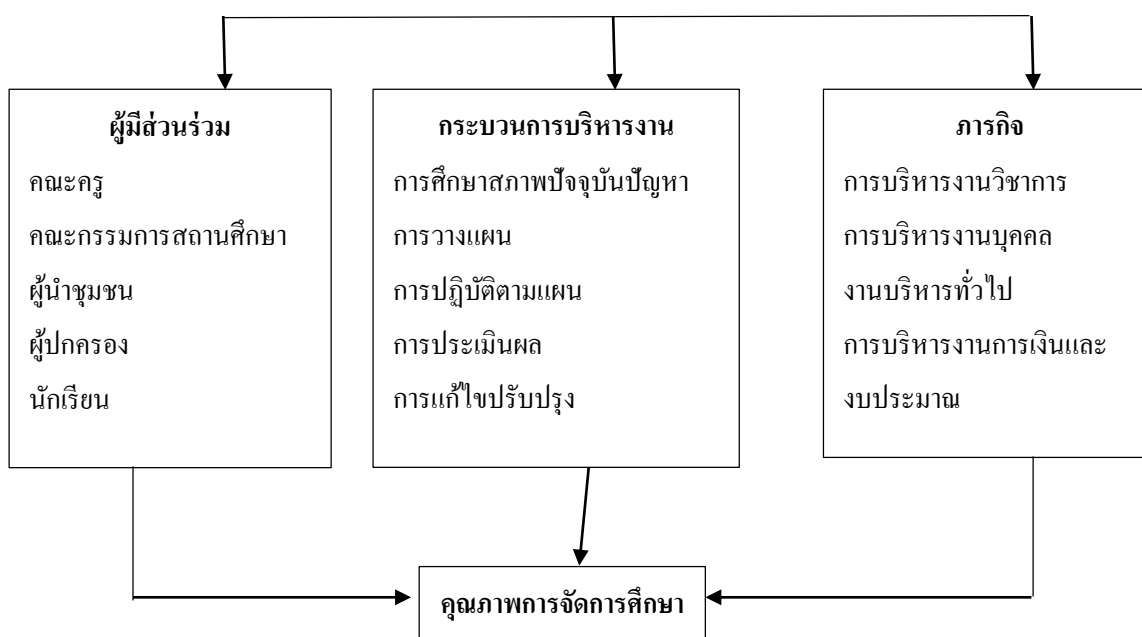 ผู้มีส่วนร่วม
คณะครู
คณะกรรมการสถานศึกษา
ผู้นำชุมชน
ผู้ปกครอง
นักเรียน
กระบวนการบริหารงาน
การศึกษาสภาพปัจจุบันปัญหา
การวางแผน
การปฏิบัติตามแผน
การประเมินผล
การแก้ไขปรับปรุง
ภารกิจ
การบริหารงานวิชาการ
การบริหารงานบุคคล
งานบริหารทั่วไป
การบริหารงานการเงินและ
งบประมาณ
คุณภาพการจัดการศึกษา